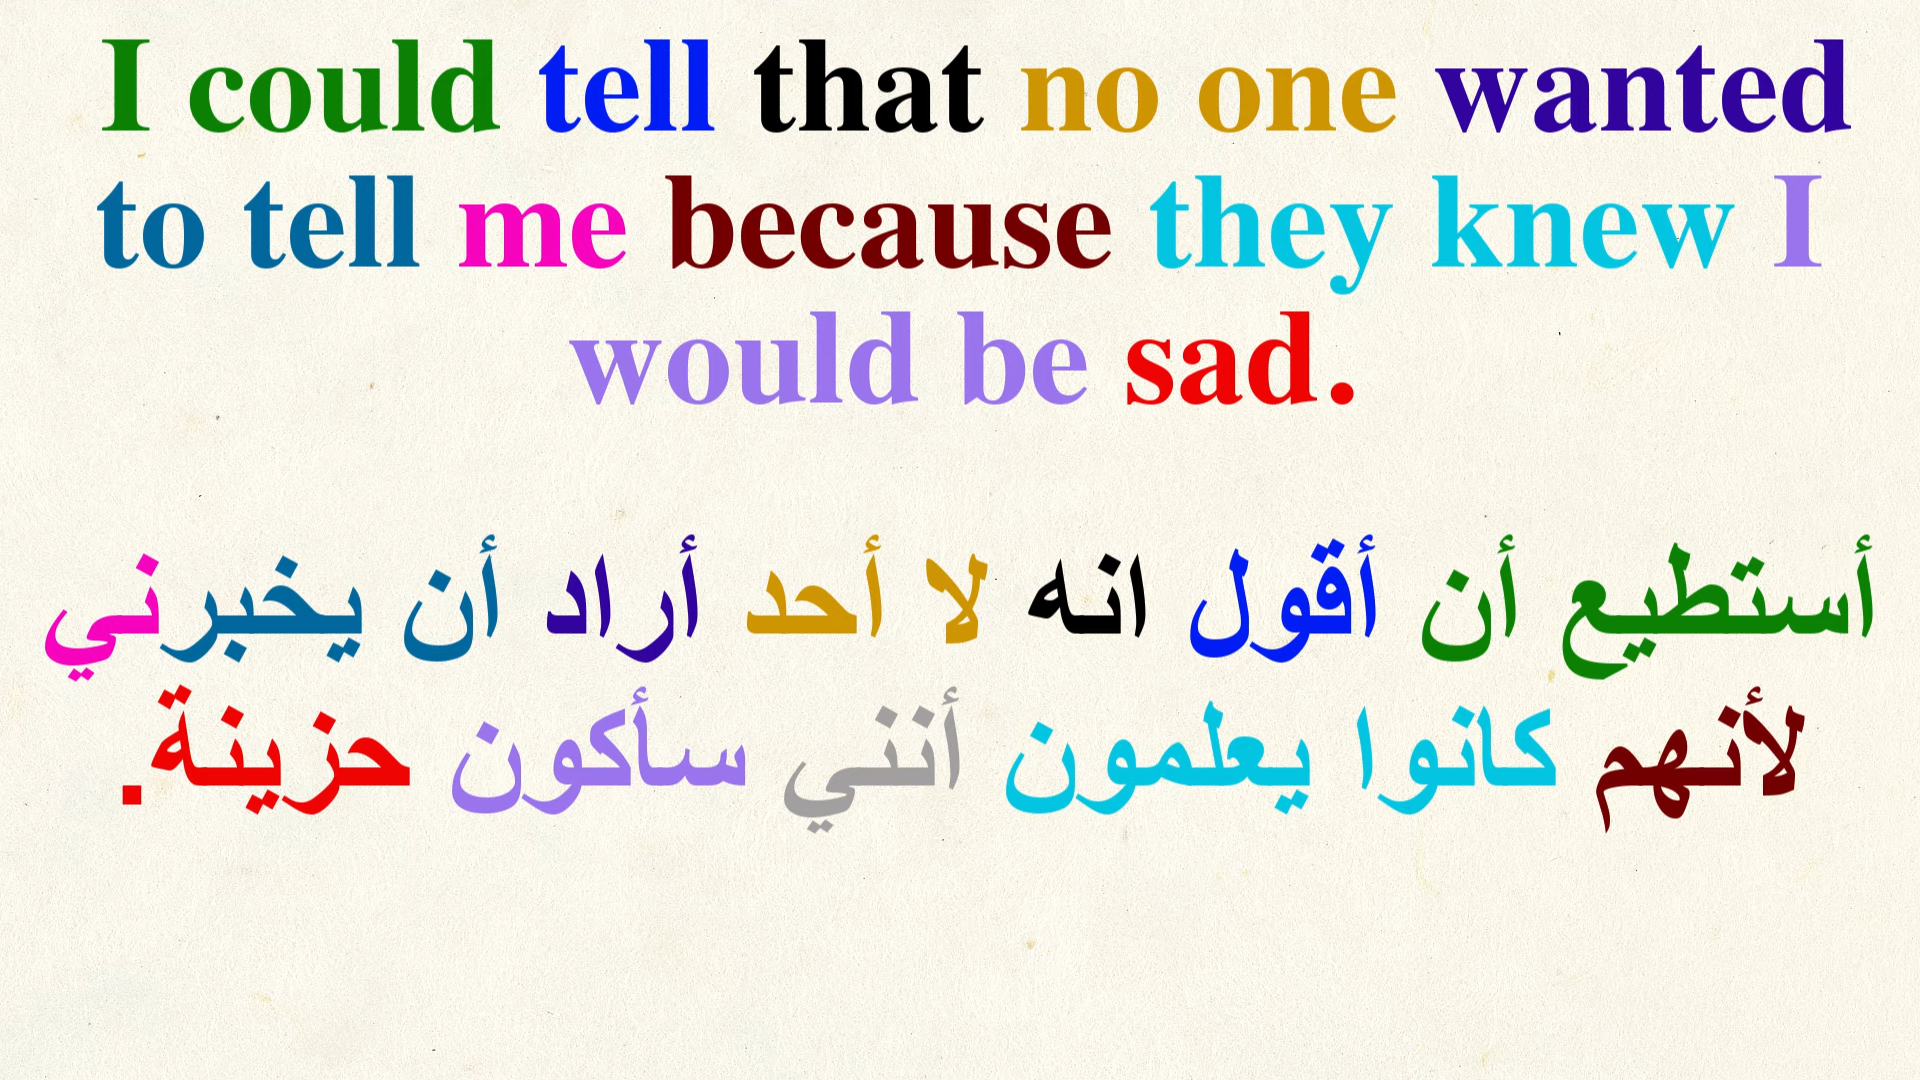 I could tell that no one wanted
to tell me because they knew I
would be sad.
أستطيع أن أقول انه لا أحد أراد أن يخبرني
لأنهم كانوا يعلمون أنني سأكون حزينة.